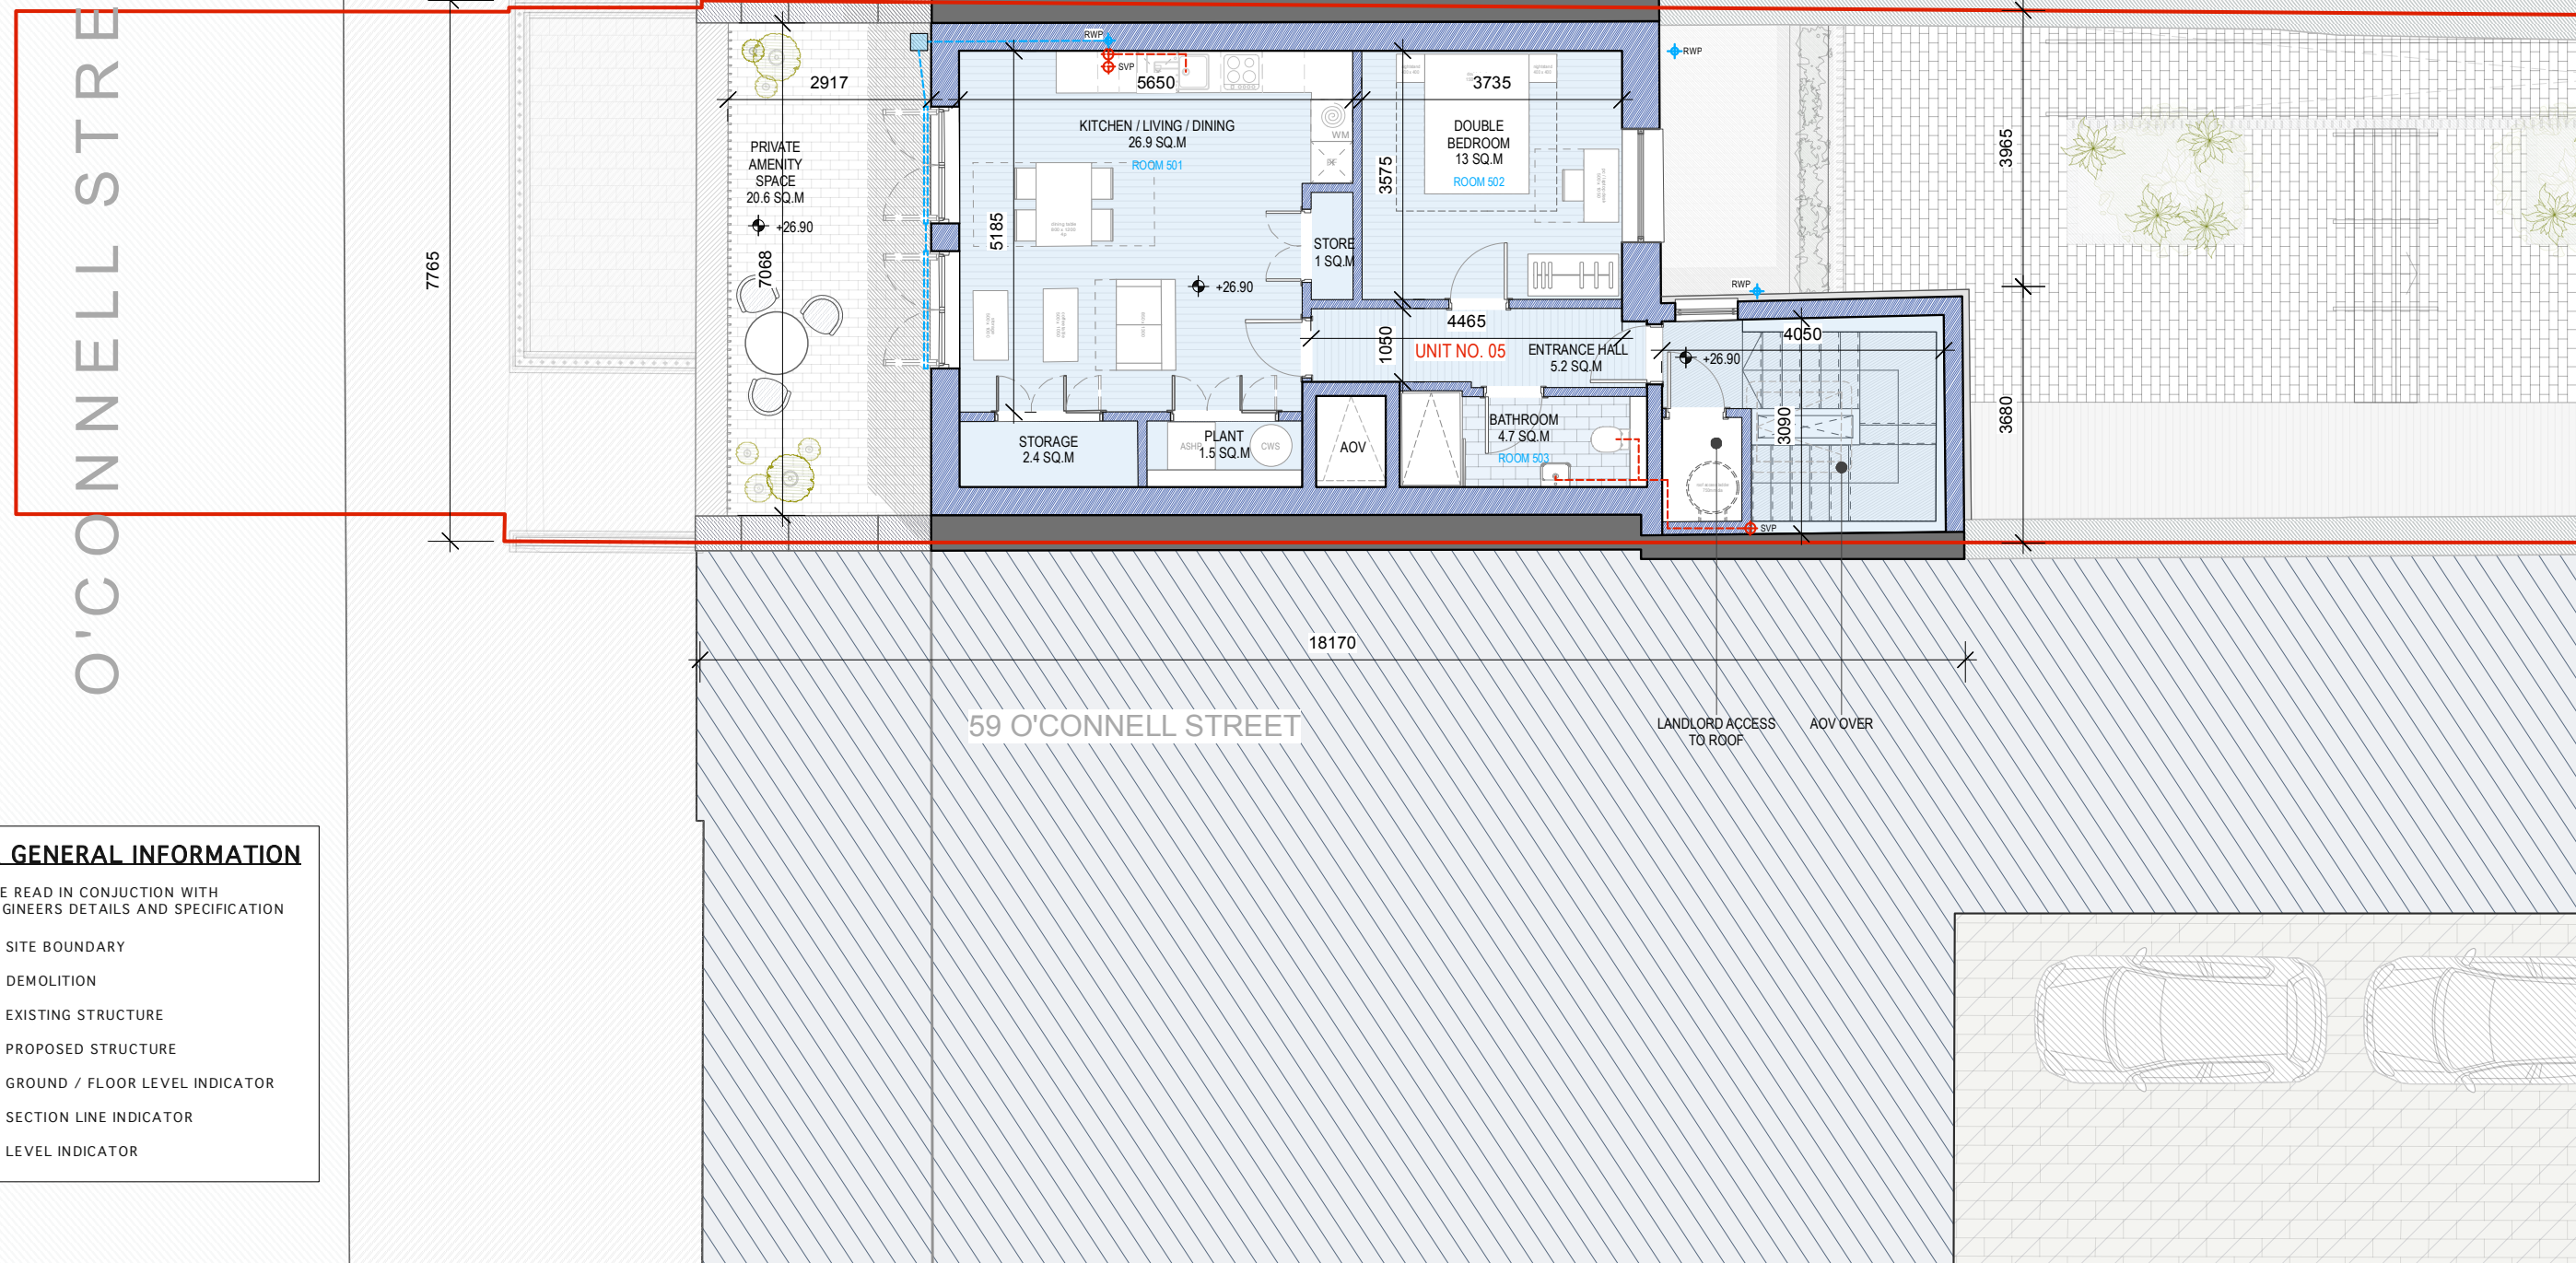 O'CONNELL STRE
7765
2917
PRIVATE
AMENITY
SPACE
20.6 SQ.M
+26.90
7068
RWP
SVP
5650
KITCHEN / LIVING / DINING
26.9 SQ.M
ROOM 501
WM
5185
+26.90
STORE
1 SQ.M
3735
DOUBLE
BEDROOM
13 SQ.M
ROOM 502
3575
RWP
RWP
3965
3680
4465
1050
UNIT NO. 05
ENTRANCE HALL
5.2 SQ.M
+26.90
4050
3090
STORAGE
2.4 SQ.M
ASHP
PLANT
1.5 SQ.M
CWS
AOV
BATHROOM
4.7 SQ.M
ROOM 503
SVP
18170
59 O'CONNELL STREET
LANDLORD ACCESS
TO ROOF
AOV OVER
GENERAL INFORMATION
E READ IN CONJUCTION WITH
GINEERS DETAILS AND SPECIFICATION
SITE BOUNDARY
DEMOLITION
EXISTING STRUCTURE
PROPOSED STRUCTURE
GROUND / FLOOR LEVEL INDICATOR
SECTION LINE INDICATOR
LEVEL INDICATOR